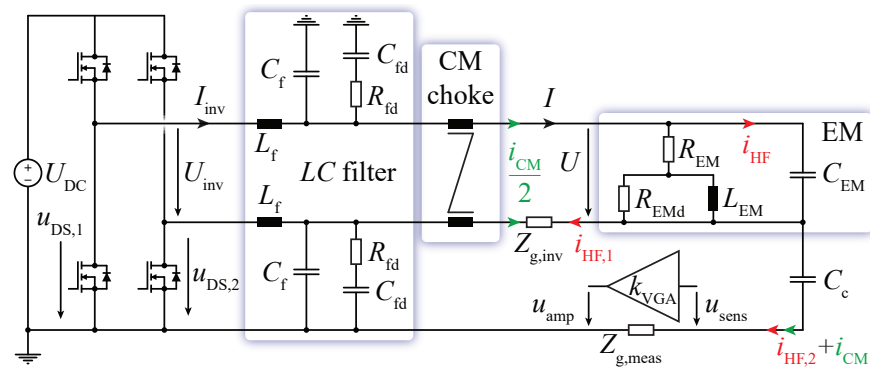 C_f
C_fd
R_fd
CM
choke
I_inv
I
i_HF
EM
L_f
R_EM
U_DC
U_inv
LC filter
i_CM
2
U
C_EM
R_EMd
L_EM
L_f
u_DS,1
u_DS,2
C_f
R_fd
C_fd
Z_g,inv
i_HF,1
k_VGA
C_c
u_amp
u_sens
Z_g,meas
i_HF,2+i_CM